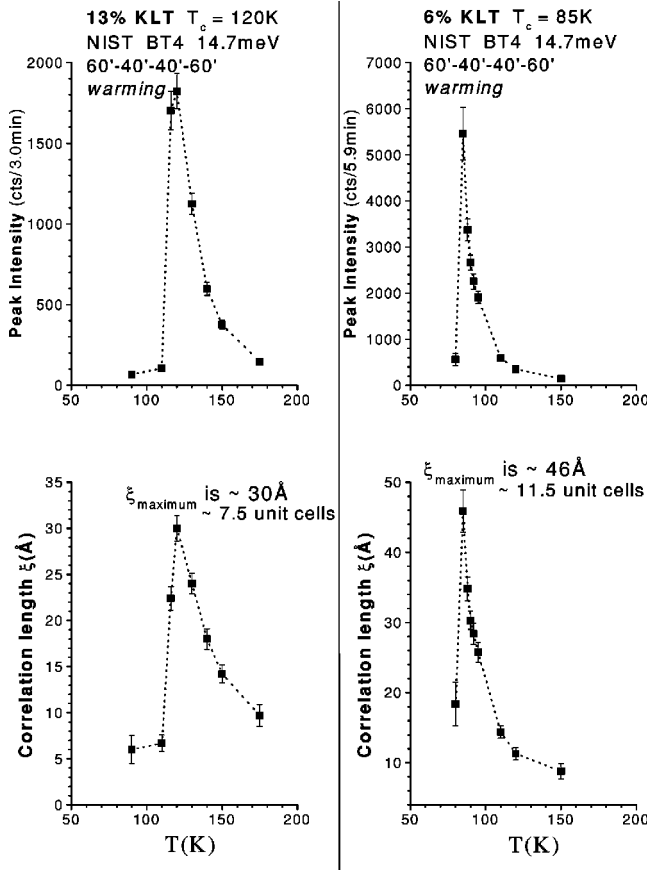 13% KLT T_c = 120K
NIST BT4 14.7meV
60'-40'-40'-60'
warming
2000
1500
1000
500
0
Peak Intensity (cts/3.0min)
50 100 150 200
6% KLT T_c = 85K
NIST BT4 14.7meV
60'-40'-40'-60'
warming
7000
6000
5000
4000
3000
2000
1000
0
Peak Intensity (cts/5.9min)
50 100 150 200
ξ_maximum is ~ 30Å
~ 7.5 unit cells
35
30
25
20
15
10
5
0
Correlation length ξ(Å)
50 100 150 200
T(K)
ξ_maximum is ~ 46Å
~ 11.5 unit cells
50
40
30
20
10
Correlation length ξ(Å)
50 100 150 200
T(K)